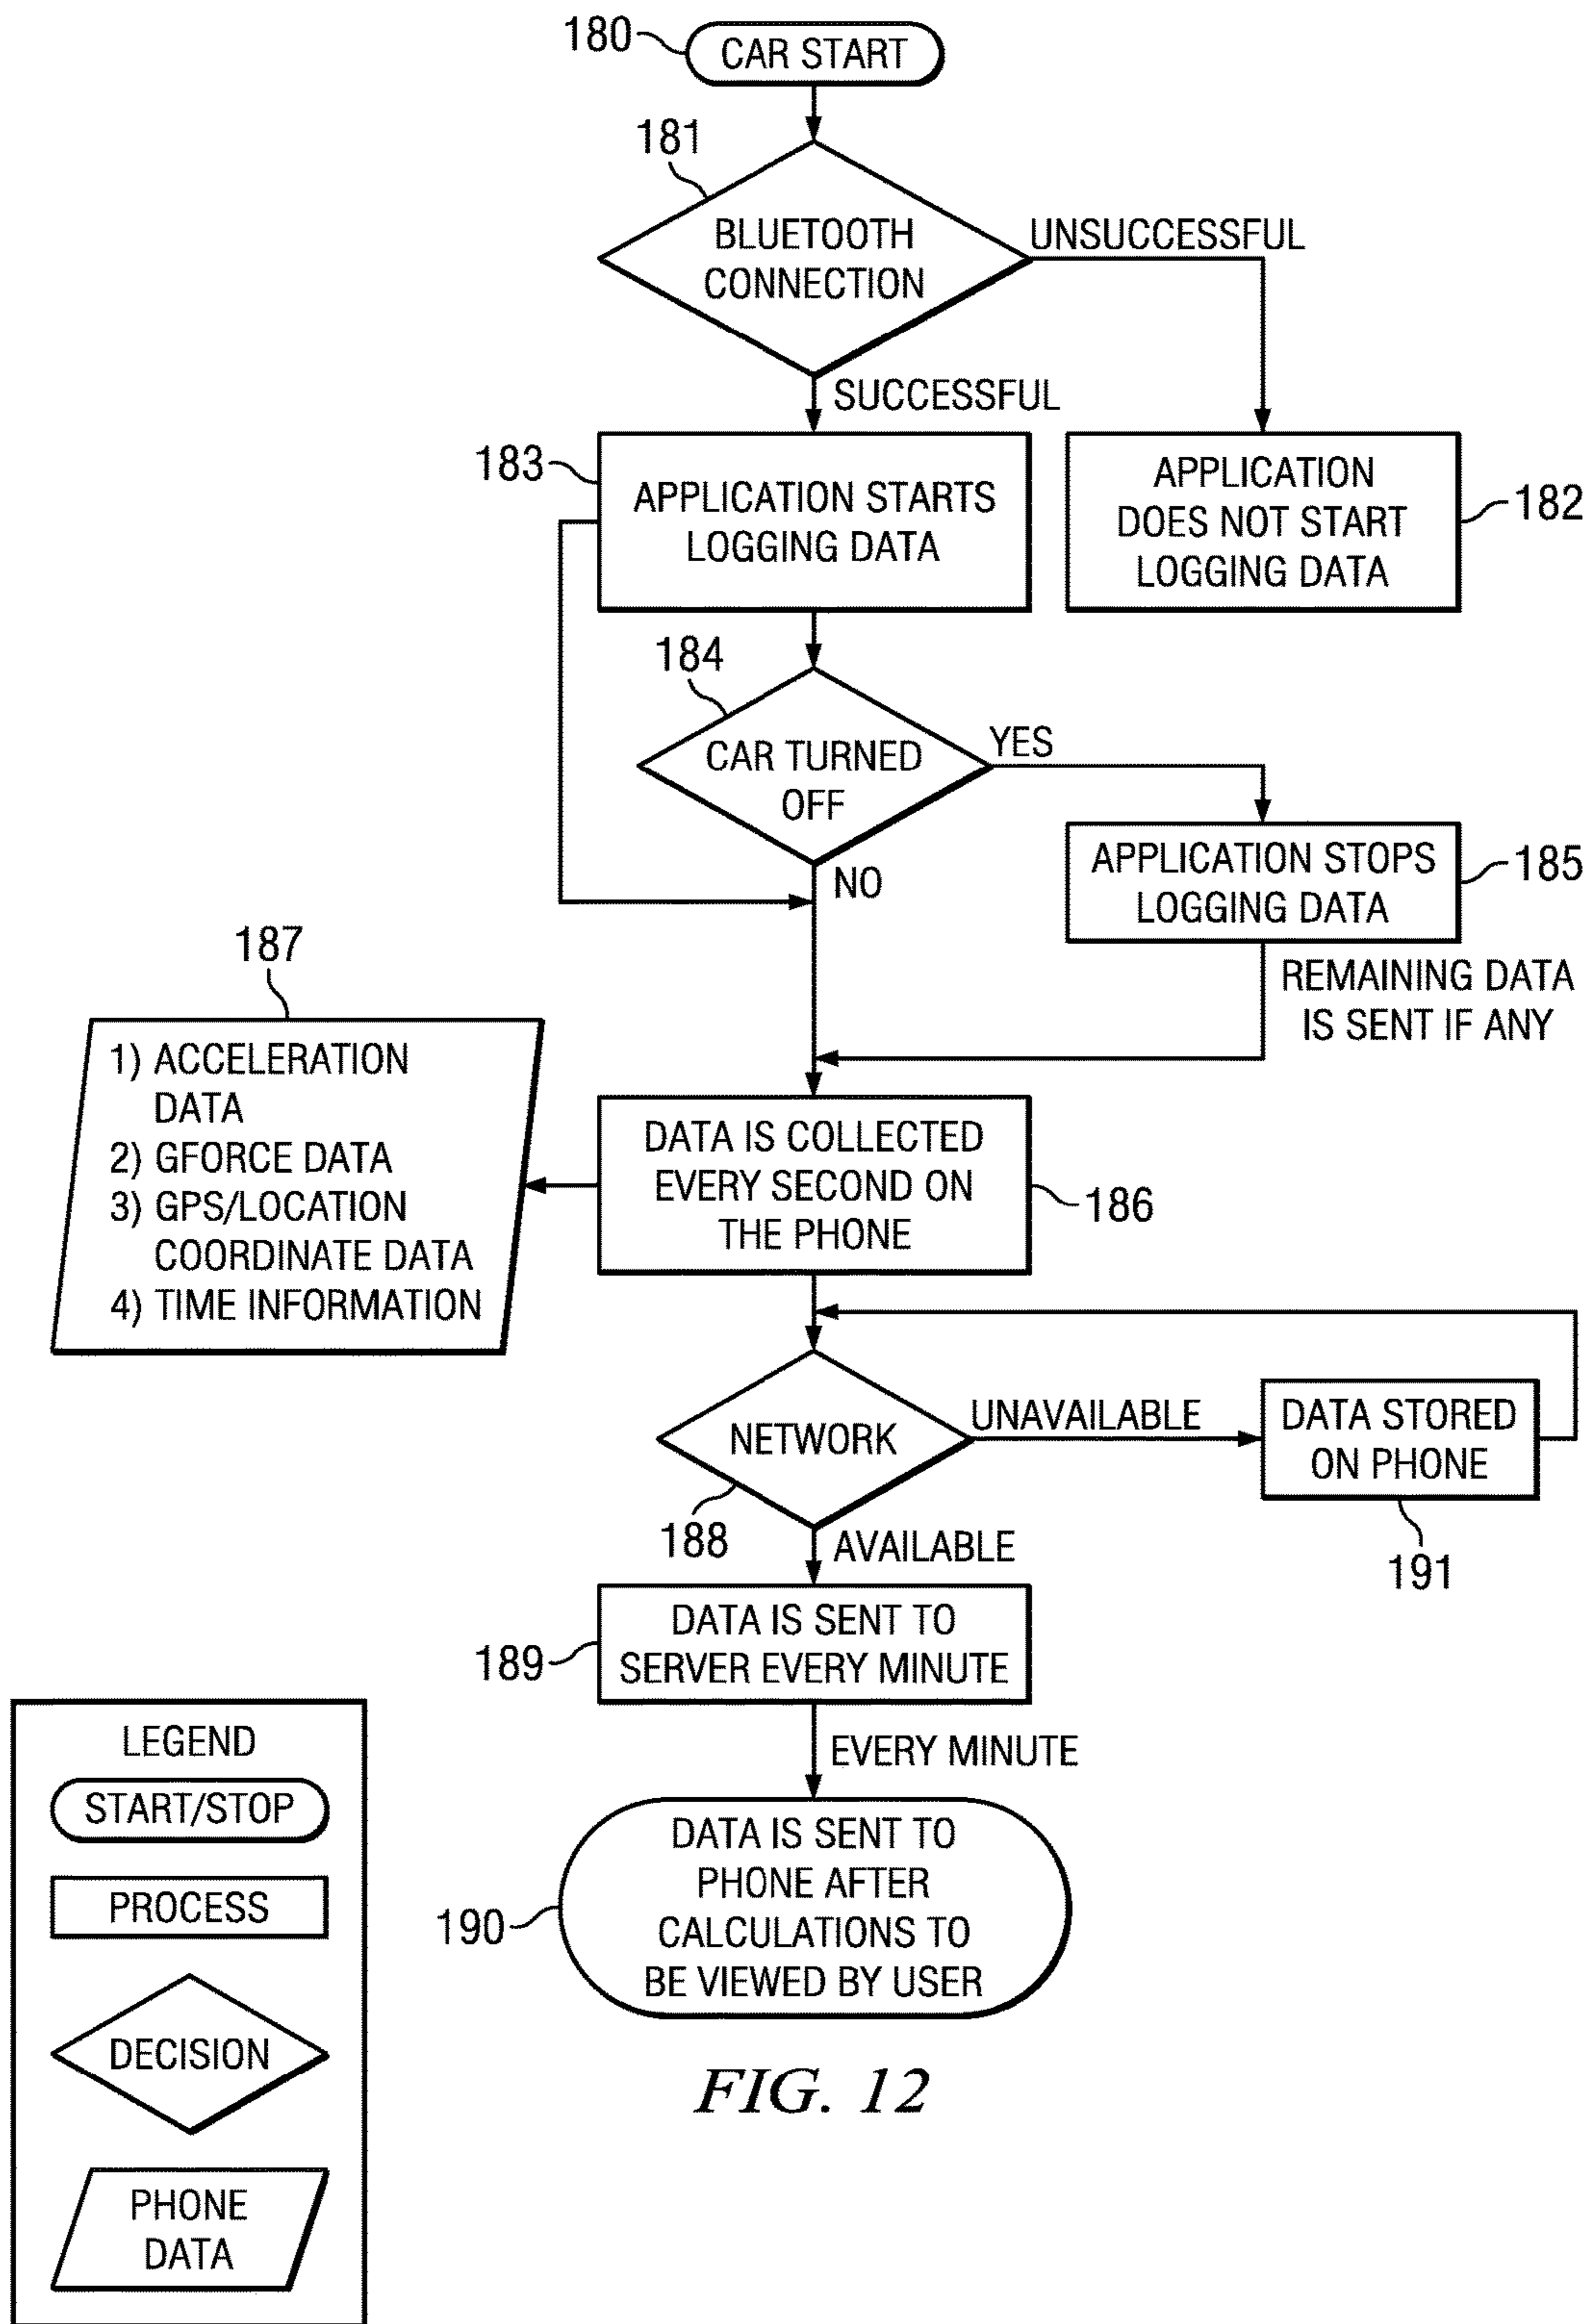 180
CAR START
181
BLUETOOTH
CONNECTION
UNSUCCESSFUL
SUCCESSFUL
183
APPLICATION STARTS
LOGGING DATA
APPLICATION
DOES NOT START
LOGGING DATA
182
184
CAR TURNED
OFF
YES
NO
APPLICATION STOPS
LOGGING DATA
185
REMAINING DATA
IS SENT IF ANY
187
1) ACCELERATION
DATA
2) GFORCE DATA
3) GPS/LOCATION
COORDINATE DATA
4) TIME INFORMATION
DATA IS COLLECTED
EVERY SECOND ON
THE PHONE
186
NETWORK
188
UNAVAILABLE
DATA STORED
ON PHONE
191
AVAILABLE
189
DATA IS SENT TO
SERVER EVERY MINUTE
EVERY MINUTE
190
DATA IS SENT TO
PHONE AFTER
CALCULATIONS TO
BE VIEWED BY USER
LEGEND
START/STOP
PROCESS
DECISION
PHONE
DATA
FIG. 12